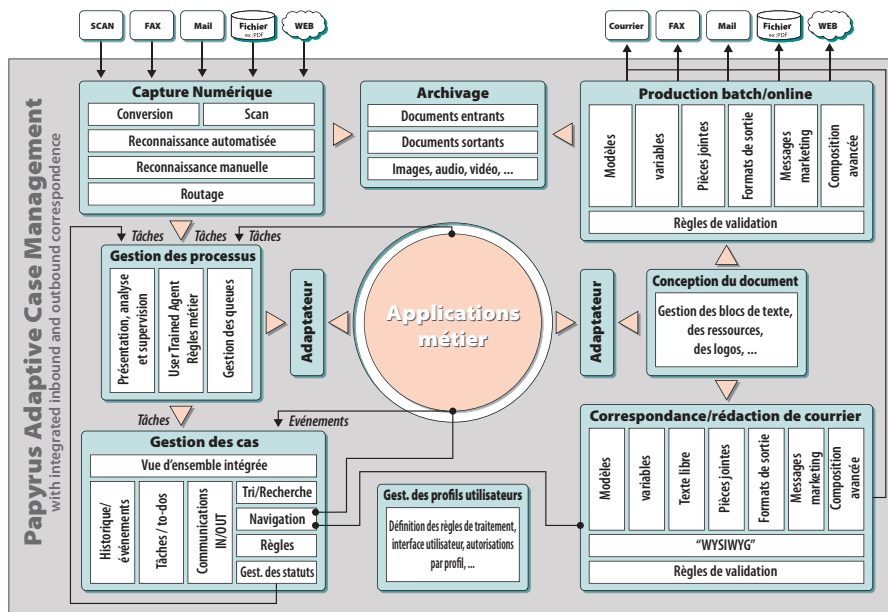 SCAN
FAX
Mail
Fichier
ex :PDF
WEB
Courrier
FAX
Mail
Fichier
ex :PDF
WEB
Papyrus Adaptive Case Management
with integrated inbound and outbound correspondence
Capture Numérique
Conversion
Scan
Reconnaissance automatisée
Reconnaissance manuelle
Routage
Archivage
Documents entrants
Documents sortants
Images, audio, vidéo, ...
Production batch/online
Modèles
variables
Pièces jointes
Formats de sortie
Messages
marketing
Composition
avancée
Règles de validation
Tâches
Tâches
Tâches
Gestion des processus
Présentation, analyse
et supervision
User Trained Agent
Règles métier
Gestion des queues
Adaptateur
Applications
métier
Adaptateur
Conception du document
Gestion des blocs de texte,
des ressources,
des logos, ...
Tâches
Evénements
Gestion des cas
Vue d'ensemble intégrée
Historique/
événements
Tâches / to-dos
Communications
IN/OUT
Tri/Recherche
Navigation
Règles
Gest. des statuts
Gest. des profils utilisateurs
Définition des règles de traitement,
interface utilisateur, autorisations
par profil, ...
Correspondance/rédaction de courrier
Modèles
variables
Texte libre
Pièces jointes
Formats de sortie
Messages
marketing
Composition
avancée
"WYSIWYG"
Règles de validation